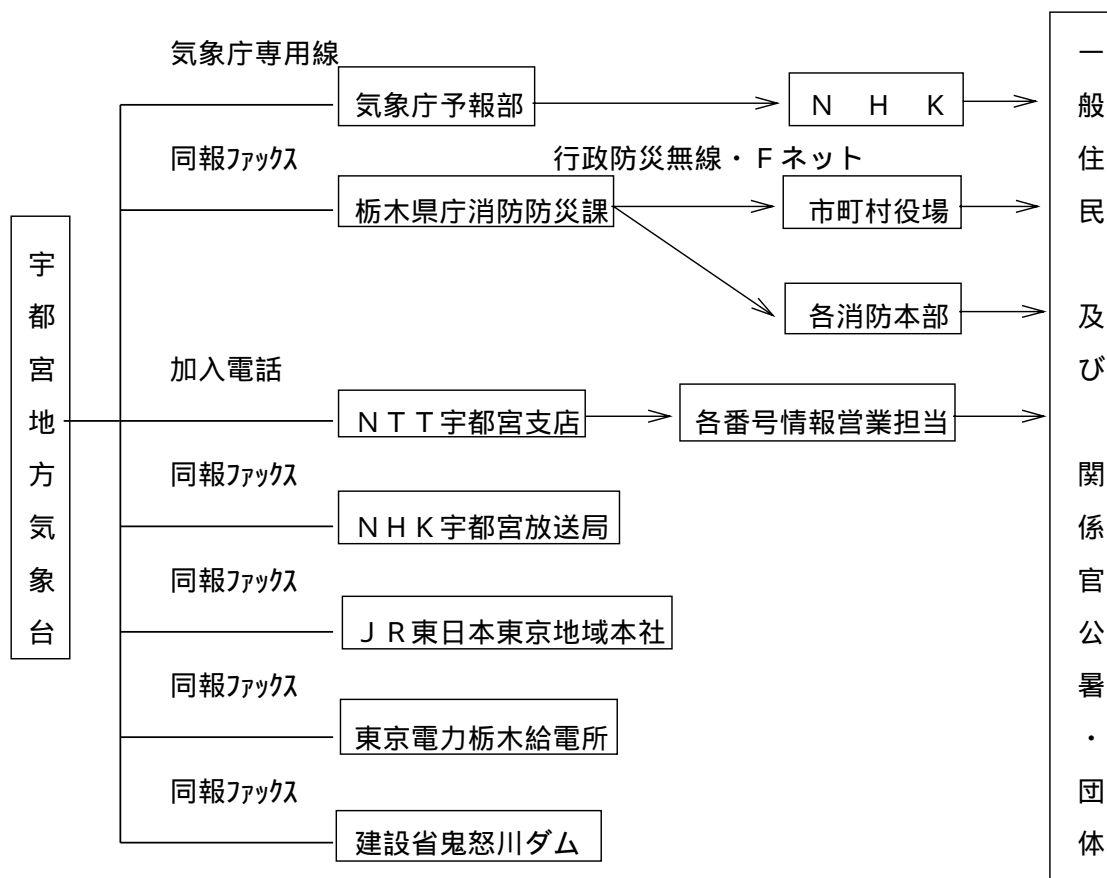 宇都宮地方気象台
気象庁専用線
気象庁予報部
ＮＨＫ
同報ﾌｧｯｸｽ
行政防災無線・Ｆネット
栃木県庁消防防災課
市町村役場
各消防本部
加入電話
ＮＴＴ宇都宮支店
各番号情報営業担当
同報ﾌｧｯｸｽ
ＮＨＫ宇都宮放送局
同報ﾌｧｯｸｽ
ＪＲ東日本東京地域本社
同報ﾌｧｯｸｽ
東京電力栃木給電所
同報ﾌｧｯｸｽ
建設省鬼怒川ダム
一般住民　及び　関係官公暑・団体